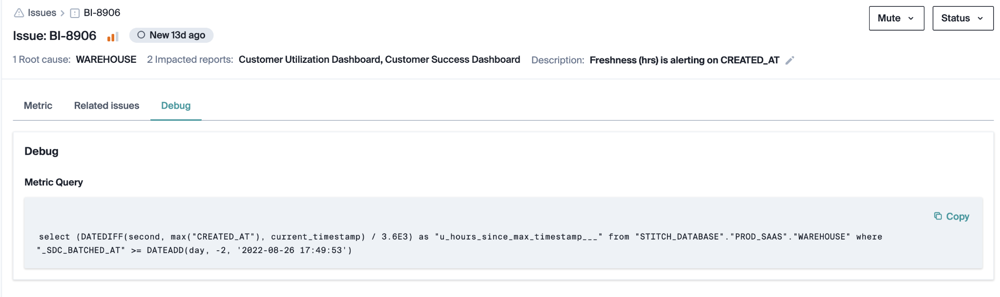 Issues > BI-8906
Mute
Status
Issue: BI-8906 New 13d ago
1 Root cause: WAREHOUSE 2 Impacted reports: Customer Utilization Dashboard, Customer Success Dashboard Description: Freshness (hrs) is alerting on CREATED_AT
Metric Related issues Debug
Debug
Metric Query
Copy
select (DATEDIFF(second, max("CREATED_AT"), current_timestamp) / 3.6E3) as "u_hours_since_max_timestamp___" from "STITCH_DATABASE"."PROD_SAAS"."WAREHOUSE" where
"_SDC_BATCHED_AT" >= DATEADD(day, -2, '2022-08-26 17:49:53')